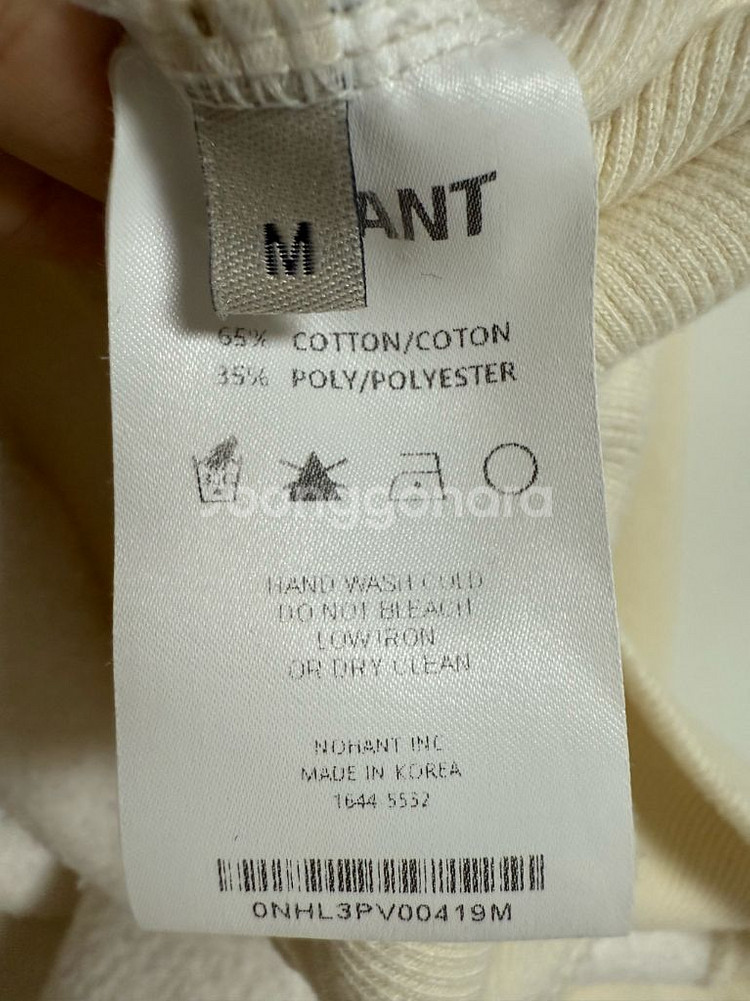 M
ANT
65% COTTON/COTON
35% POLY/POLYESTER
HAND WASH COLD
DO NOT BLEACH
LOW IRON
OR DRY CLEAN
NOHANT INC
MADE IN KOREA
1644 5532
0NHL3PV00419M